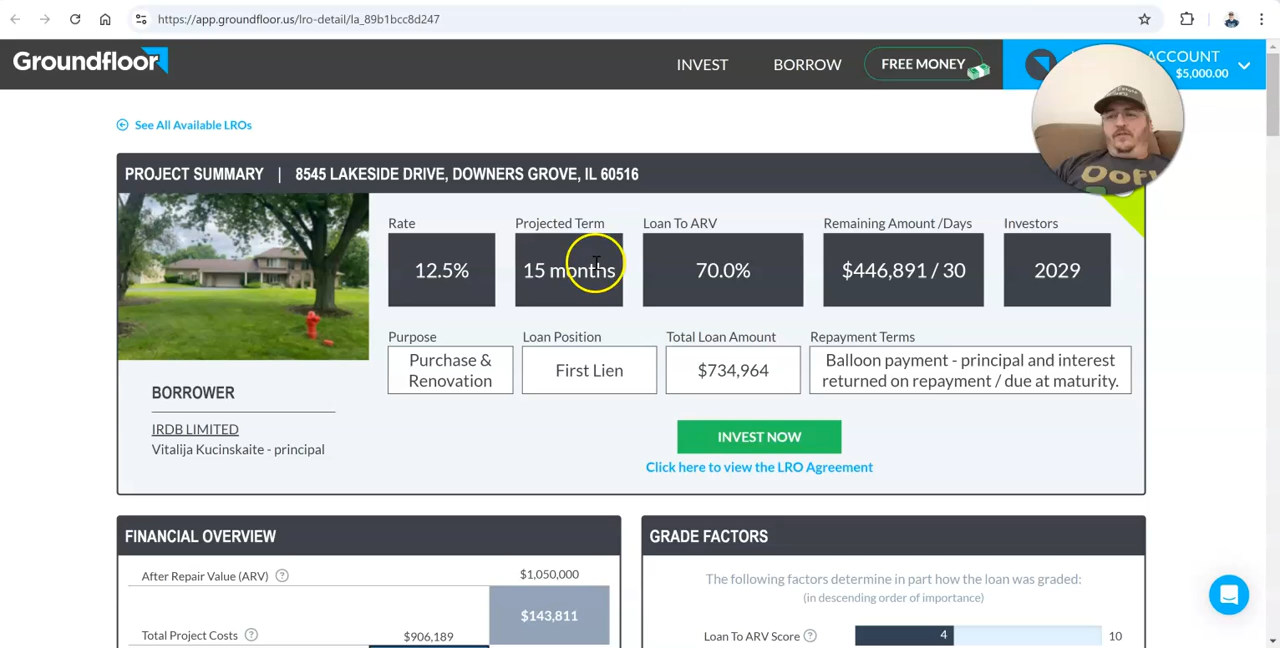 https://app.groundfloor.us/lro-detail/la_89b1bcc8d247
Groundfloor
INVEST
BORROW
FREE MONEY
ACCOUNT
$5,000.00
See All Available LROs
PROJECT SUMMARY | 8545 LAKESIDE DRIVE, DOWNERS GROVE, IL 60516
Rate
Projected Term
Loan To ARV
Remaining Amount /Days
Investors
12.5%
15 months
70.0%
$446,891 / 30
2029
Purpose
Loan Position
Total Loan Amount
Repayment Terms
Purchase &
Renovation
First Lien
$734,964
Balloon payment - principal and interest
returned on repayment / due at maturity.
BORROWER
IRDB LIMITED
Vitalija Kucinskaite - principal
INVEST NOW
Click here to view the LRO Agreement
FINANCIAL OVERVIEW
After Repair Value (ARV) ?
$1,050,000
$143,811
Total Project Costs ?
$906,189
GRADE FACTORS
The following factors determine in part how the loan was graded:
(in descending order of importance)
Loan To ARV Score ?
4
10